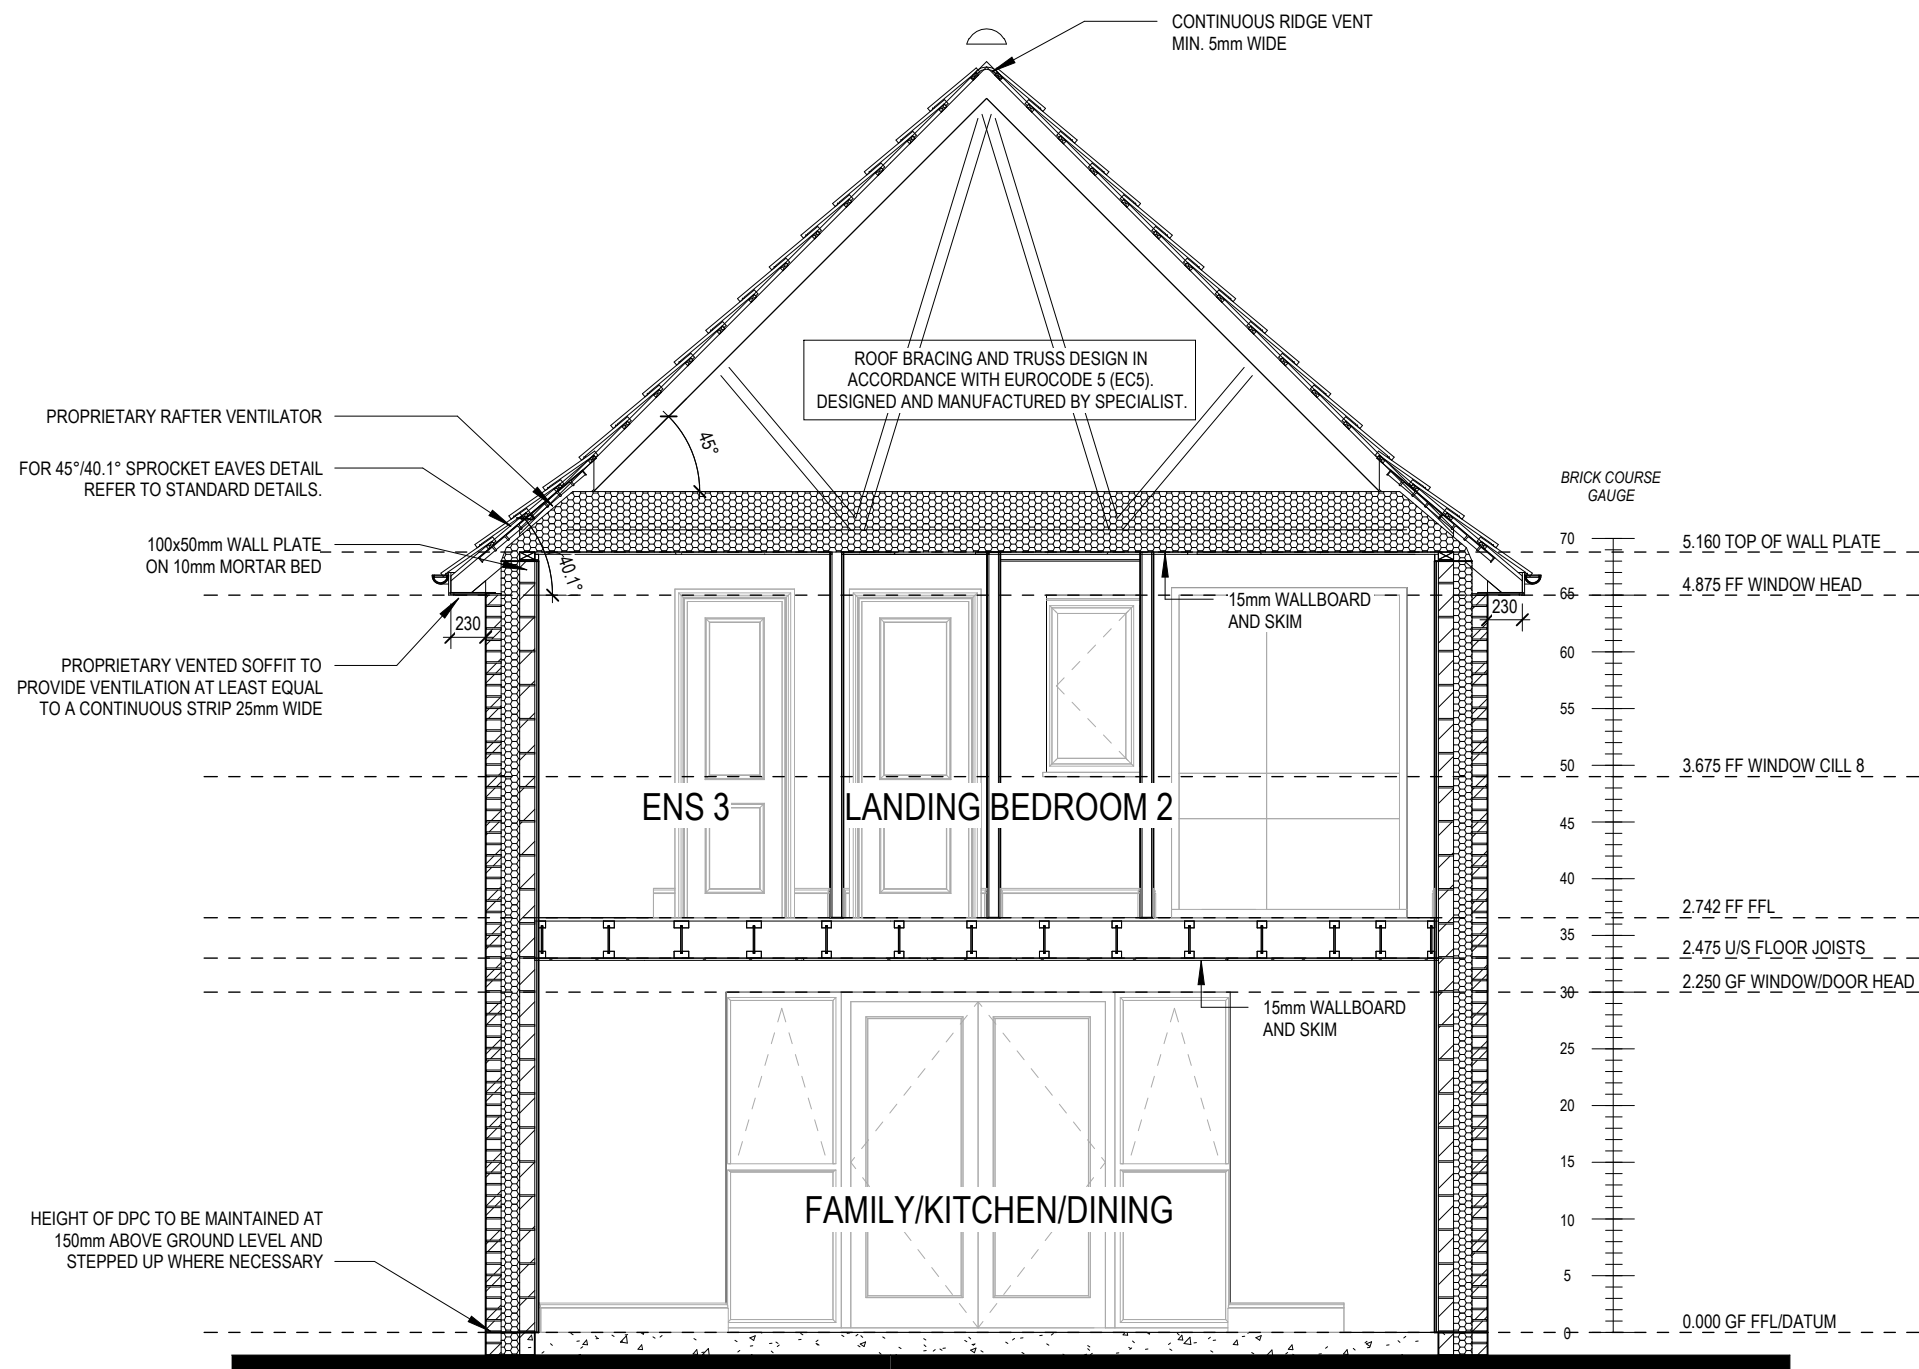 CONTINUOUS RIDGE VENT
MIN. 5mm WIDE
ROOF BRACING AND TRUSS DESIGN IN
ACCORDANCE WITH EUROCODE 5 (EC5).
DESIGNED AND MANUFACTURED BY SPECIALIST.
PROPRIETARY RAFTER VENTILATOR
FOR 45°/40.1° SPROCKET EAVES DETAIL
REFER TO STANDARD DETAILS.
100x50mm WALL PLATE
ON 10mm MORTAR BED
PROPRIETARY VENTED SOFFIT TO
PROVIDE VENTILATION AT LEAST EQUAL
TO A CONTINUOUS STRIP 25mm WIDE
HEIGHT OF DPC TO BE MAINTAINED AT
150mm ABOVE GROUND LEVEL AND
STEPPED UP WHERE NECESSARY
45°
40.1°
230
230
15mm WALLBOARD
AND SKIM
ENS 3
LANDING
BEDROOM 2
15mm WALLBOARD
AND SKIM
FAMILY/KITCHEN/DINING
BRICK COURSE
GAUGE
70
65
60
55
50
45
40
35
30
25
20
15
10
5
0
5.160 TOP OF WALL PLATE
4.875 FF WINDOW HEAD
3.675 FF WINDOW CILL 8
2.742 FF FFL
2.475 U/S FLOOR JOISTS
2.250 GF WINDOW/DOOR HEAD
0.000 GF FFL/DATUM